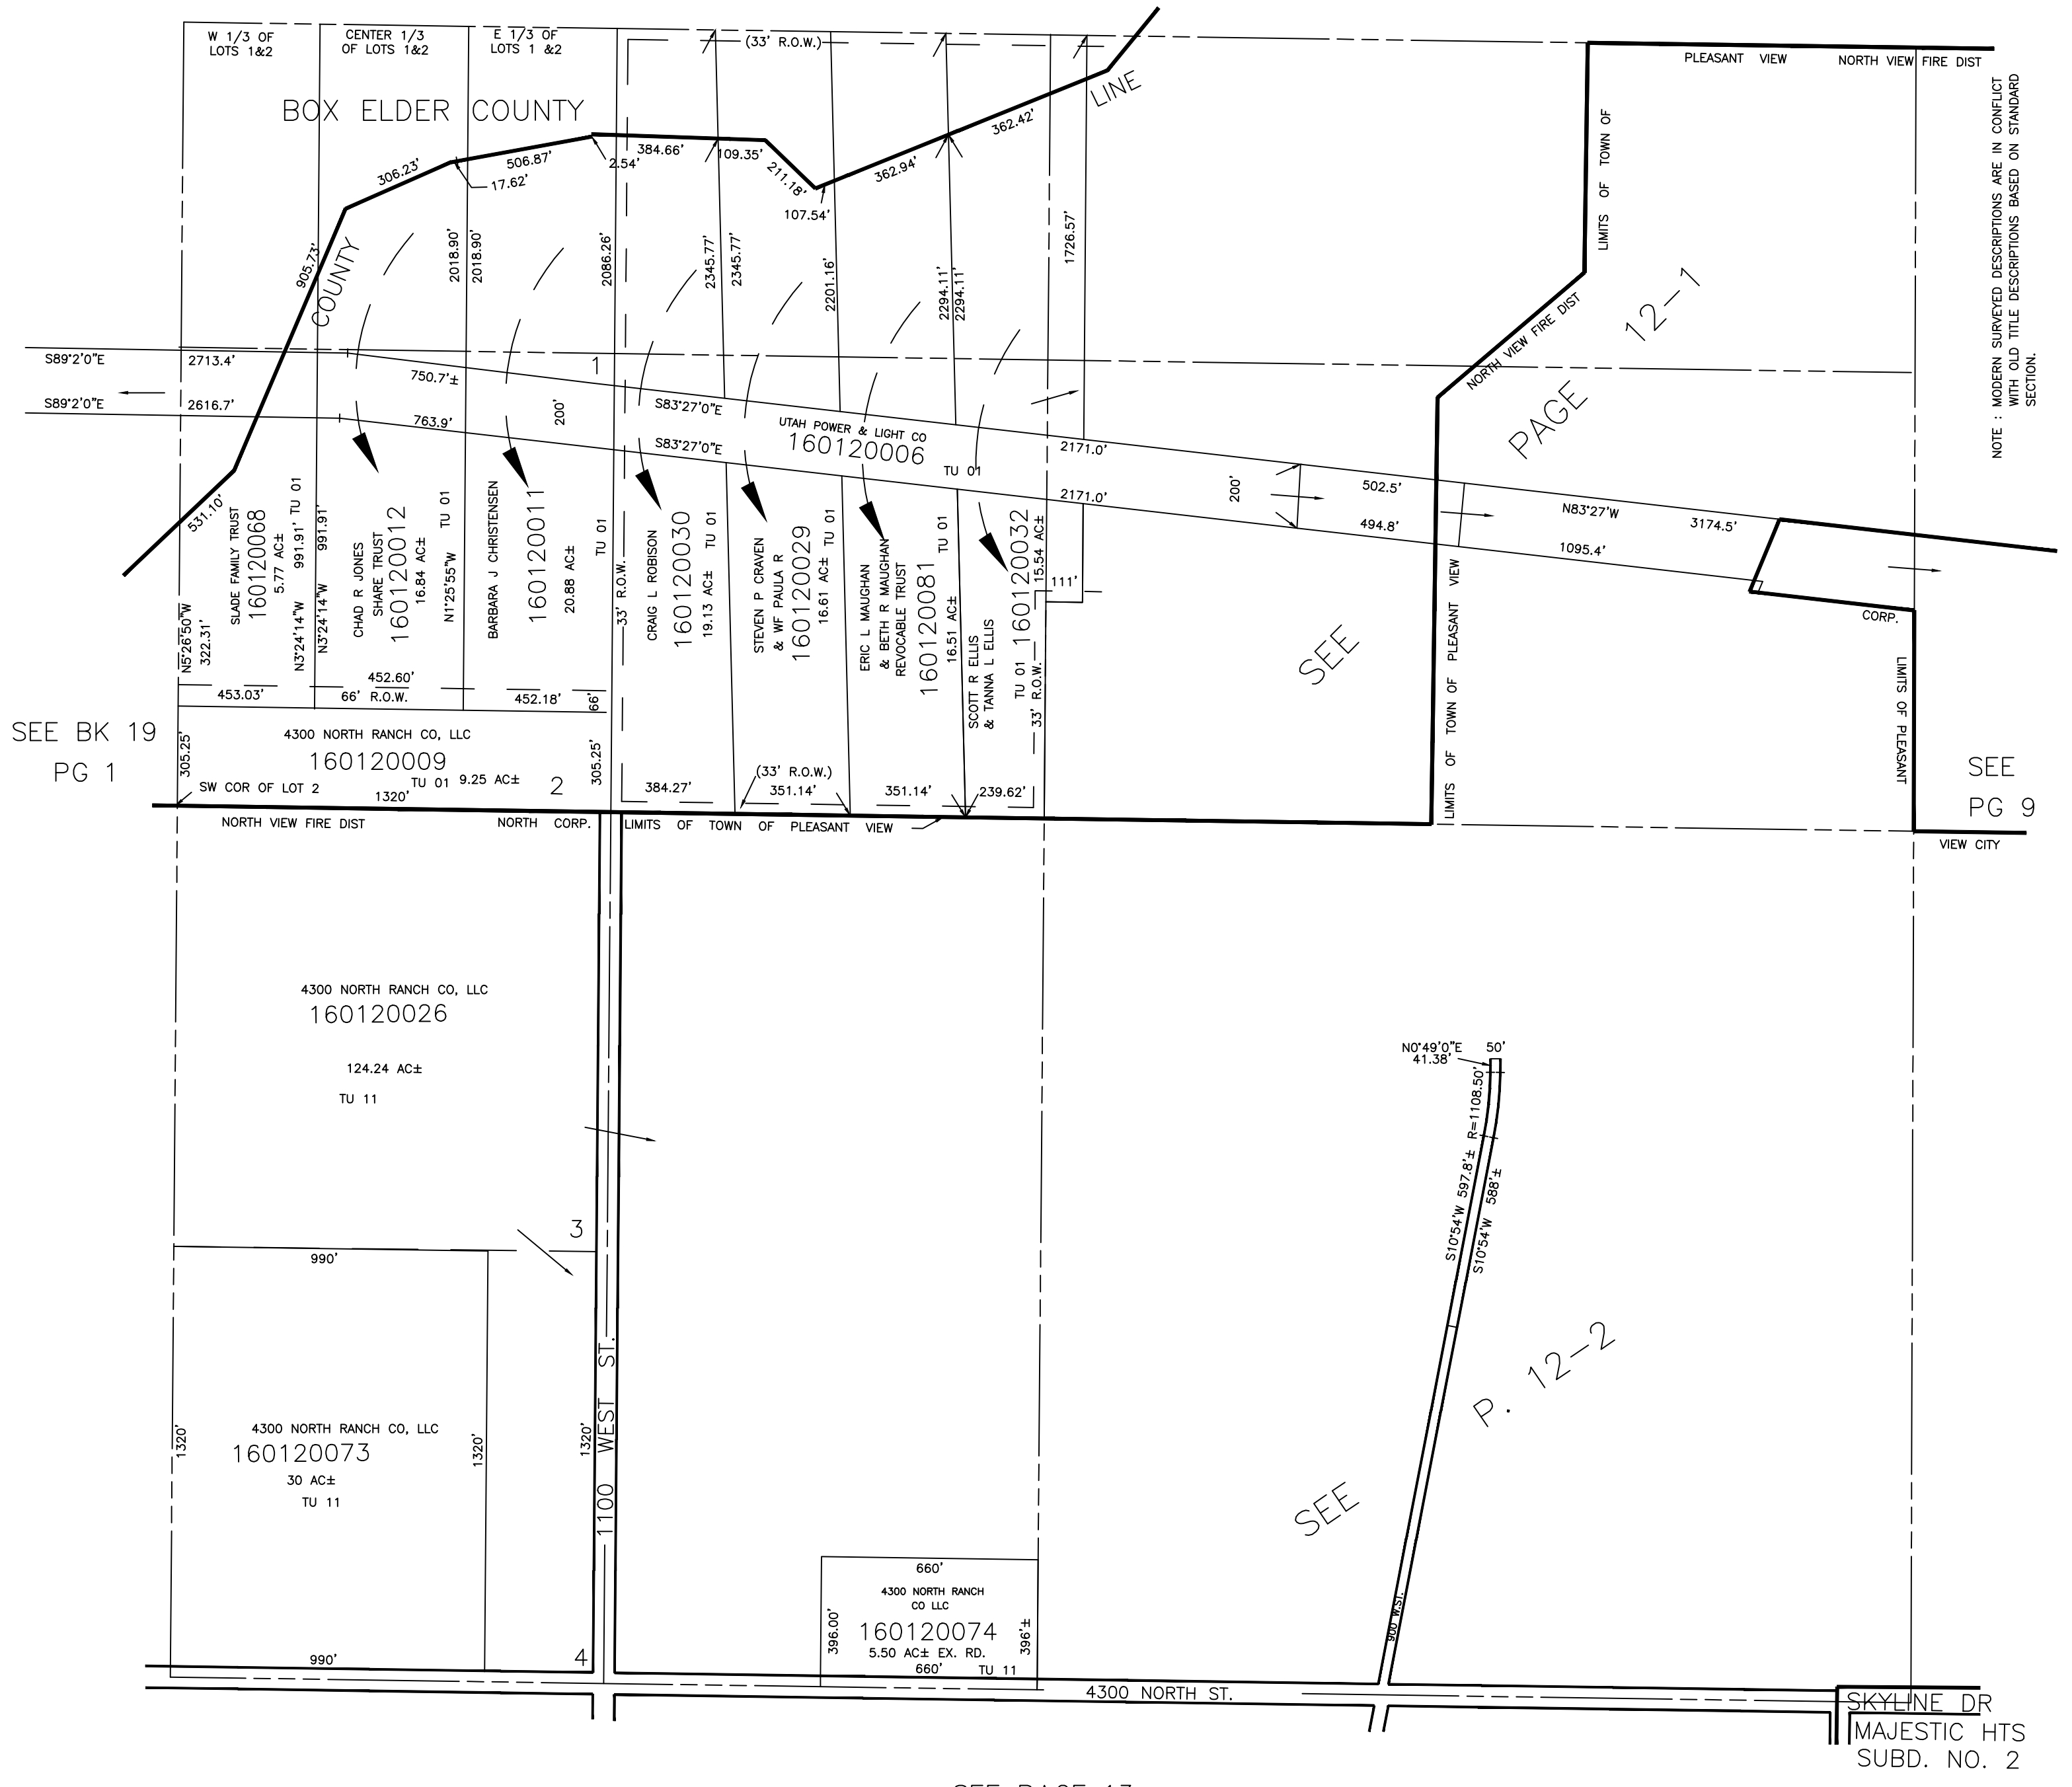 W 1/3 OF
LOTS 1&2
CENTER 1/3
OF LOTS 1&2
E 1/3 OF
LOTS 1 &2
(33' R.O.W.)
PLEASANT VIEW
NORTH VIEW FIRE DIST
BOX ELDER COUNTY
LINE
COUNTY
LIMITS OF TOWN OF
NOTE : MODERN SURVEYED DESCRIPTIONS ARE IN CONFLICT
WITH OLD TITLE DESCRIPTIONS BASED ON STANDARD
SECTION.
306.23'
17.62'
506.87'
2.54'
384.66'
109.35'
211.18'
107.54'
362.94'
362.42'
905.73'
531.10'
2018.90'
2018.90'
2086.26'
2345.77'
2345.77'
2201.16'
2294.11'
2294.11'
1726.57'
NORTH VIEW FIRE DIST
SEE
PAGE
12-1
S89°2'0"E
2713.4'
S89°2'0"E
2616.7'
750.7'±
763.9'
200'
1
S83°27'0"E
S83°27'0"E
UTAH POWER & LIGHT CO
160120006
TU 01
2171.0'
2171.0'
200'
502.5'
494.8'
N83°27'W
3174.5'
1095.4'
CORP.
N5°26'50"W
322.31'
SLADE FAMILY TRUST
160120068
5.77 AC±
TU 01
N3°24'14"W 991.91'
N3°24'14"W 991.91'
CHAD R JONES
SHARE TRUST
160120012
16.84 AC±
N1°25'55"W
TU 01
BARBARA J CHRISTENSEN
160120011
20.88 AC±
TU 01
33' R.O.W.
CRAIG L ROBISON
160120030
19.13 AC±
TU 01
STEVEN P CRAVEN
& WF PAULA R
160120029
16.61 AC±
TU 01
ERIC L MAUGHAN
& BETH R MAUGHAN
REVOCABLE TRUST
160120081
16.51 AC±
TU 01
SCOTT R ELLIS
& TANNA L ELLIS
160120032
TU 01
15.54 AC±
33' R.O.W.
111'
453.03'
452.60'
66' R.O.W.
452.18'
66'
LIMITS OF TOWN OF PLEASANT VIEW
LIMITS OF PLEASANT
VIEW CITY
SEE BK 19
PG 1
SEE
PG 9
305.25'
4300 NORTH RANCH CO, LLC
160120009
TU 01 9.25 AC±
305.25'
2
SW COR OF LOT 2
1320'
384.27'
(33' R.O.W.)
351.14'
351.14'
239.62'
NORTH VIEW FIRE DIST
NORTH CORP.
LIMITS OF TOWN OF PLEASANT VIEW
4300 NORTH RANCH CO, LLC
160120026
124.24 AC±
TU 11
3
990'
1320'
4300 NORTH RANCH CO, LLC
160120073
30 AC±
TU 11
1320'
1320'
990'
4
1100 WEST ST.
N0°49'0"E
41.38'
50'
R=1108.50'
S10°54'W 597.8'±
S10°54'W 588'±
SEE
P. 12-2
900 W.ST.
660'
4300 NORTH RANCH
CO LLC
160120074
5.50 AC± EX. RD.
396.00'
396'±
660'
TU 11
4300 NORTH ST.
SKYLINE DR
MAJESTIC HTS
SUBD. NO. 2